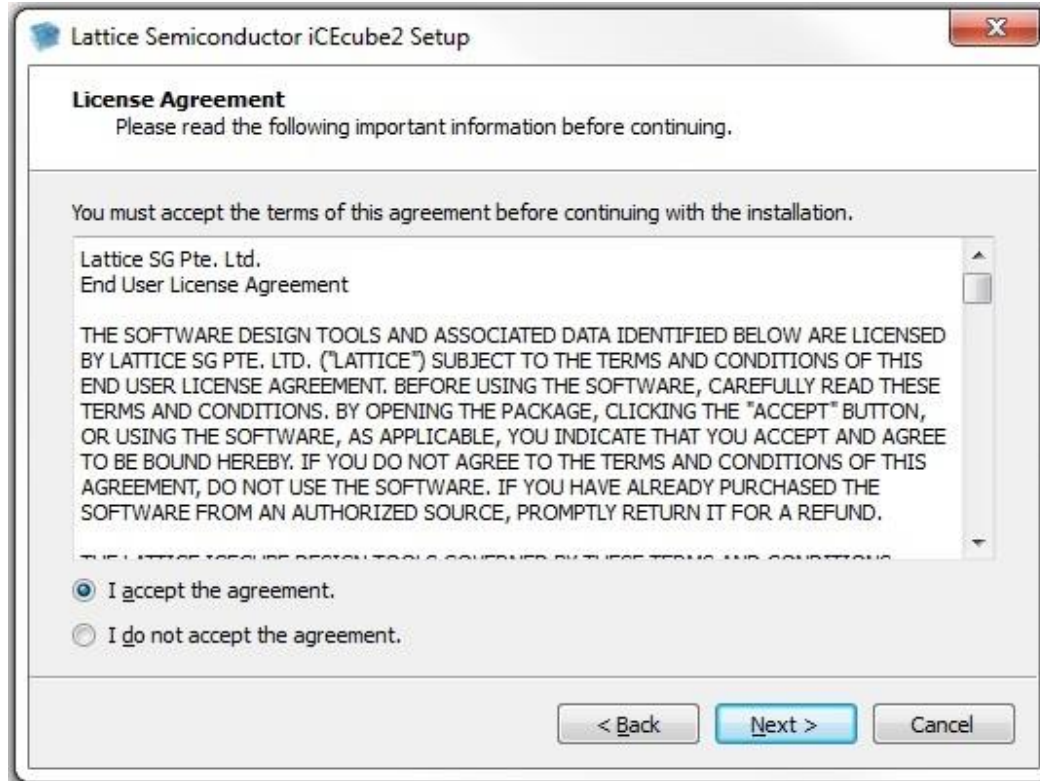 Lattice Semiconductor iCEcube2 Setup
License Agreement
Please read the following important information before continuing.
You must accept the terms of this agreement before continuing with the installation.
Lattice SG Pte. Ltd.
End User License Agreement
THE SOFTWARE DESIGN TOOLS AND ASSOCIATED DATA IDENTIFIED BELOW ARE LICENSED
BY LATTICE SG PTE. LTD. ("LATTICE") SUBJECT TO THE TERMS AND CONDITIONS OF THIS
END USER LICENSE AGREEMENT. BEFORE USING THE SOFTWARE, CAREFULLY READ THESE
TERMS AND CONDITIONS. BY OPENING THE PACKAGE, CLICKING THE "ACCEPT" BUTTON,
OR USING THE SOFTWARE, AS APPLICABLE, YOU INDICATE THAT YOU ACCEPT AND AGREE
TO BE BOUND HEREBY. IF YOU DO NOT AGREE TO THE TERMS AND CONDITIONS OF THIS
AGREEMENT, DO NOT USE THE SOFTWARE. IF YOU HAVE ALREADY PURCHASED THE
SOFTWARE FROM AN AUTHORIZED SOURCE, PROMPTLY RETURN IT FOR A REFUND.
I accept the agreement.
I do not accept the agreement.
< Back Next > Cancel